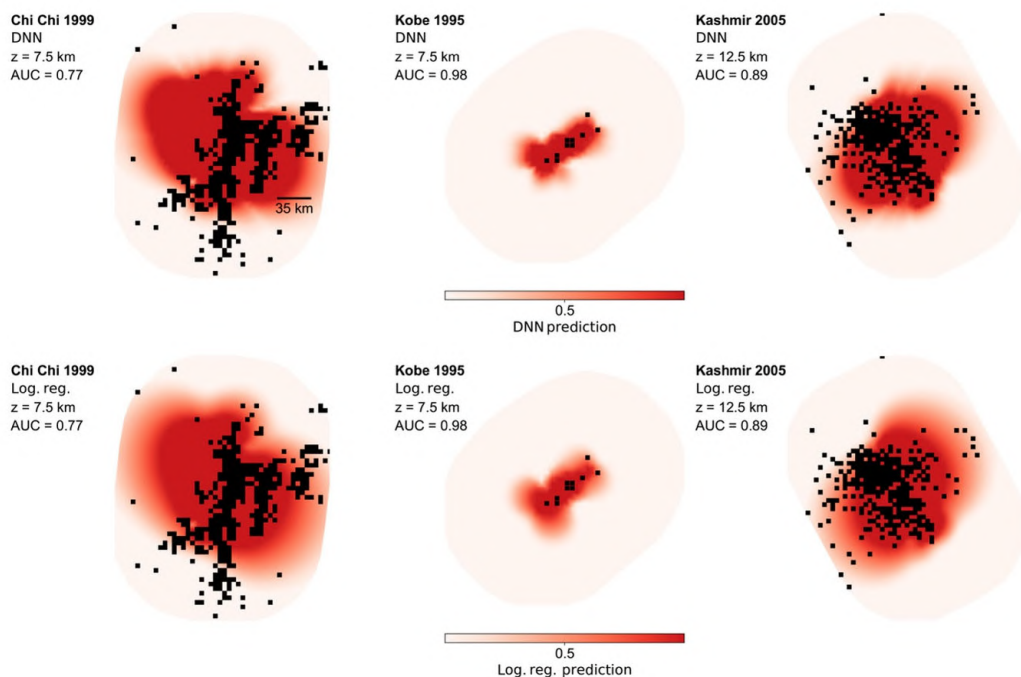 Chi Chi 1999
DNN
z = 7.5 km
AUC = 0.77
35 km
Kobe 1995
DNN
z = 7.5 km
AUC = 0.98
Kashmir 2005
DNN
z = 12.5 km
AUC = 0.89
0.5
DNN prediction
Chi Chi 1999
Log. reg.
z = 7.5 km
AUC = 0.77
Kobe 1995
Log. reg.
z = 7.5 km
AUC = 0.98
Kashmir 2005
Log. reg.
z = 12.5 km
AUC = 0.89
0.5
Log. reg. prediction